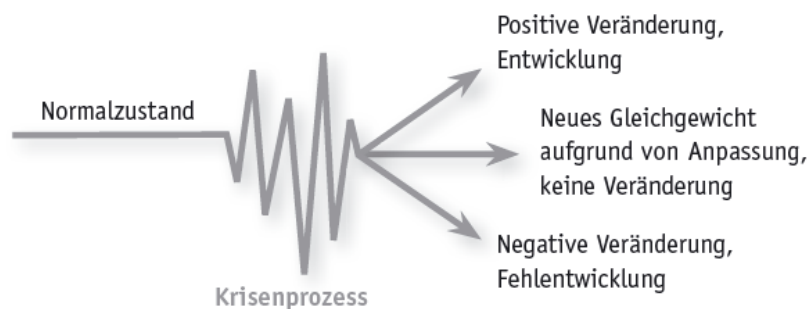 Normalzustand
Krisenprozess
Positive Veränderung,
Entwicklung
Neues Gleichgewicht
aufgrund von Anpassung,
keine Veränderung
Negative Veränderung,
Fehlentwicklung